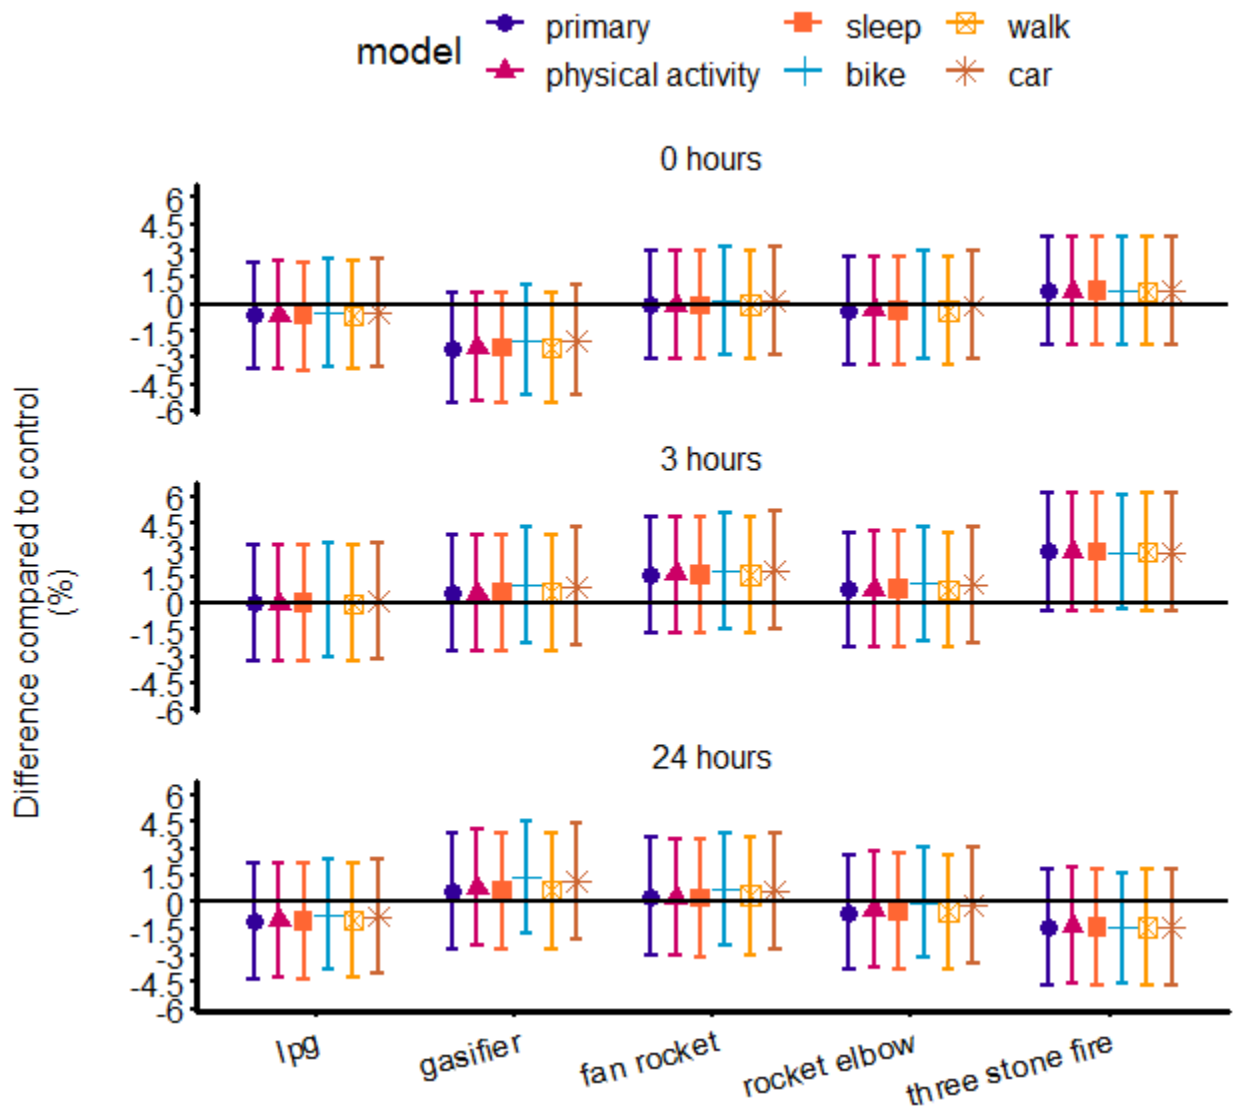 model
primary
sleep
walk
physical activity
bike
car
0 hours
6
4.5
3
1.5
0
-1.5
-3
-4.5
-6
3 hours
6
4.5
3
1.5
0
-1.5
-3
-4.5
-6
24 hours
6
4.5
3
1.5
0
-1.5
-3
-4.5
-6
Difference compared to control
(%)
lpg
gasifier
fan rocket
rocket elbow
three stone fire